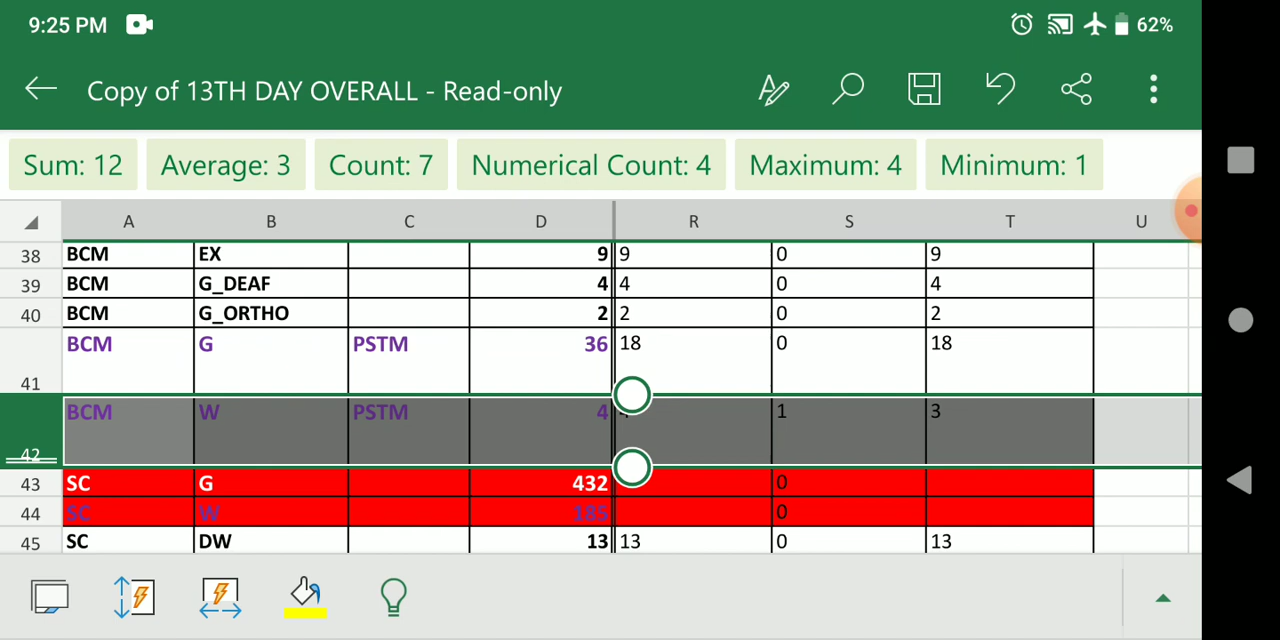 9:25 PM 62%
Copy of 13TH DAY OVERALL - Read-only
Sum: 12 Average: 3 Count: 7 Numerical Count: 4 Maximum: 4 Minimum: 1
A B C D R S T U
38 BCM EX 9 9 0 9
39 BCM G_DEAF 4 4 0 4
40 BCM G_ORTHO 2 2 0 2
41 BCM G PSTM 36 18 0 18
42 BCM W PSTM 4 4 1 3
43 SC G 432 0
44 SC W 185 0
45 SC DW 13 13 0 13